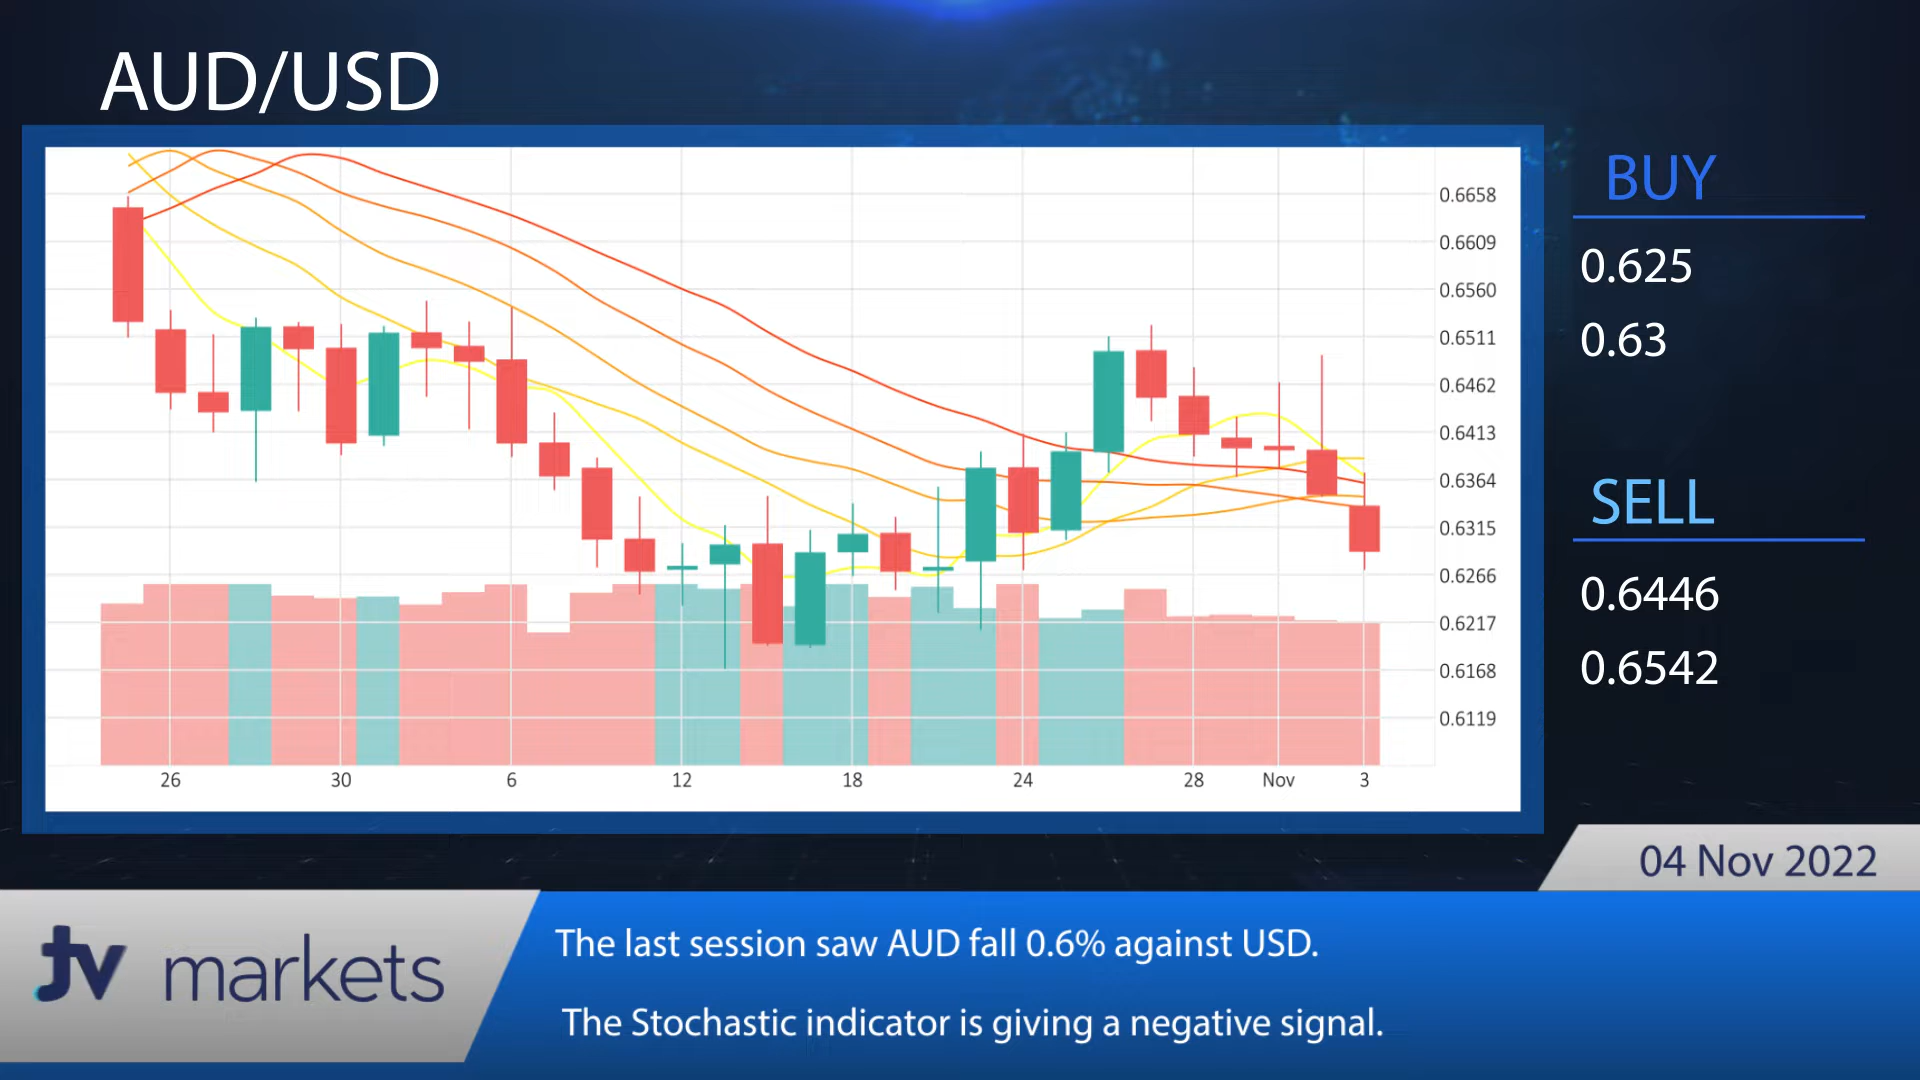 AUD/USD
0.6658
0.6609
0.6560
0.6511
0.6462
0.6413
0.6364
0.6315
0.6266
0.6217
0.6168
0.6119
26 30 6 12 18 24 28 Nov 3
BUY
0.625
0.63
SELL
0.6446
0.6542
04 Nov 2022
tv markets
The last session saw AUD fall 0.6% against USD.
The Stochastic indicator is giving a negative signal.